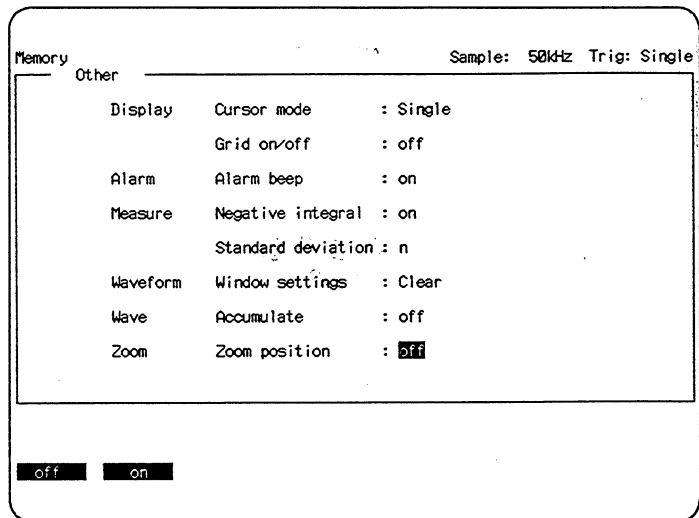 Memory Sample: 50kHz Trig: Single
Other
Display Cursor mode : Single
Grid on/off : off
Alarm Alarm beep : on
Measure Negative integral : on
Standard deviation : n
Waveform Window settings : Clear
Wave Accumulate : off
Zoom Zoom position : off
off on